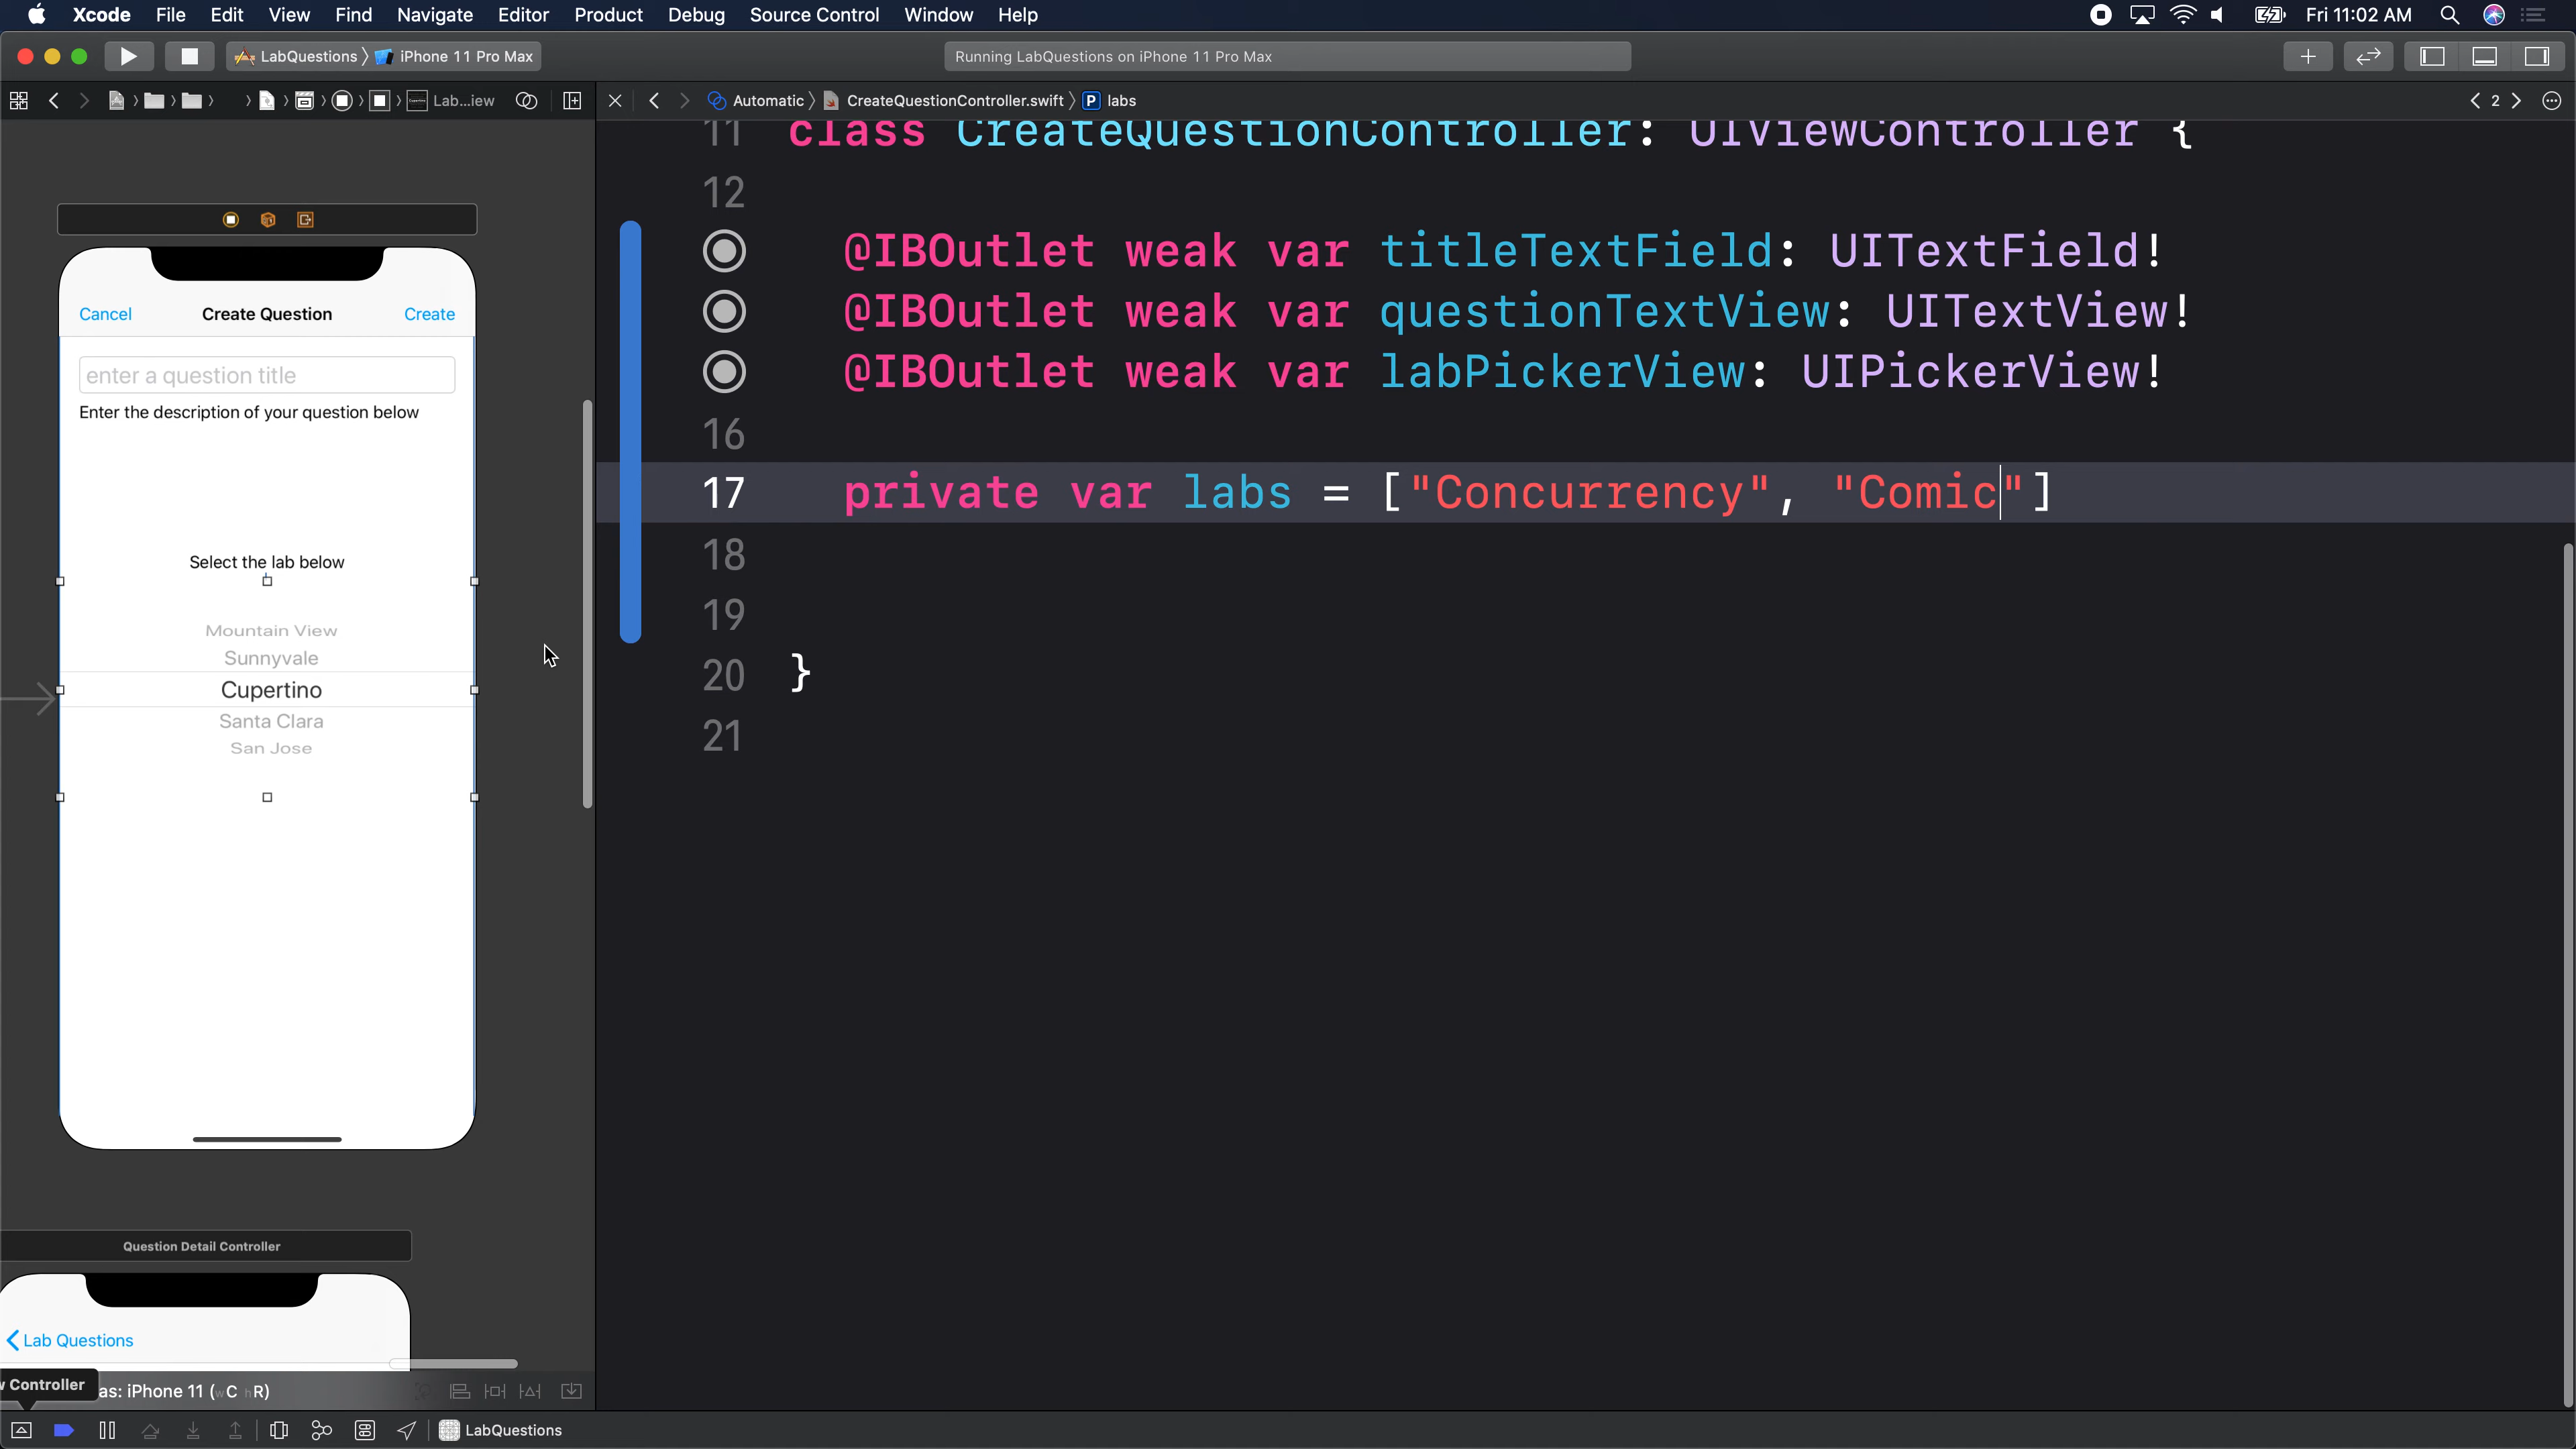 Xcode File Edit View Find Navigate Editor Product Debug Source Control Window Help Fri 11:02 AM
LabQuestions iPhone 11 Pro Max Running LabQuestions on iPhone 11 Pro Max
Lab...iew Automatic CreateQuestionController.swift P labs 2
11 class CreateQuestionController: UIViewController {
12
@IBOutlet weak var titleTextField: UITextField!
@IBOutlet weak var questionTextView: UITextView!
@IBOutlet weak var labPickerView: UIPickerView!
16
17 private var labs = ["Concurrency", "Comic"]
18
19
20 }
21
Cancel Create Question Create
enter a question title
Enter the description of your question below
Select the lab below
Mountain View
Sunnyvale
Cupertino
Santa Clara
San Jose
Question Detail Controller
Lab Questions
Controller as: iPhone 11 (wC hR)
LabQuestions